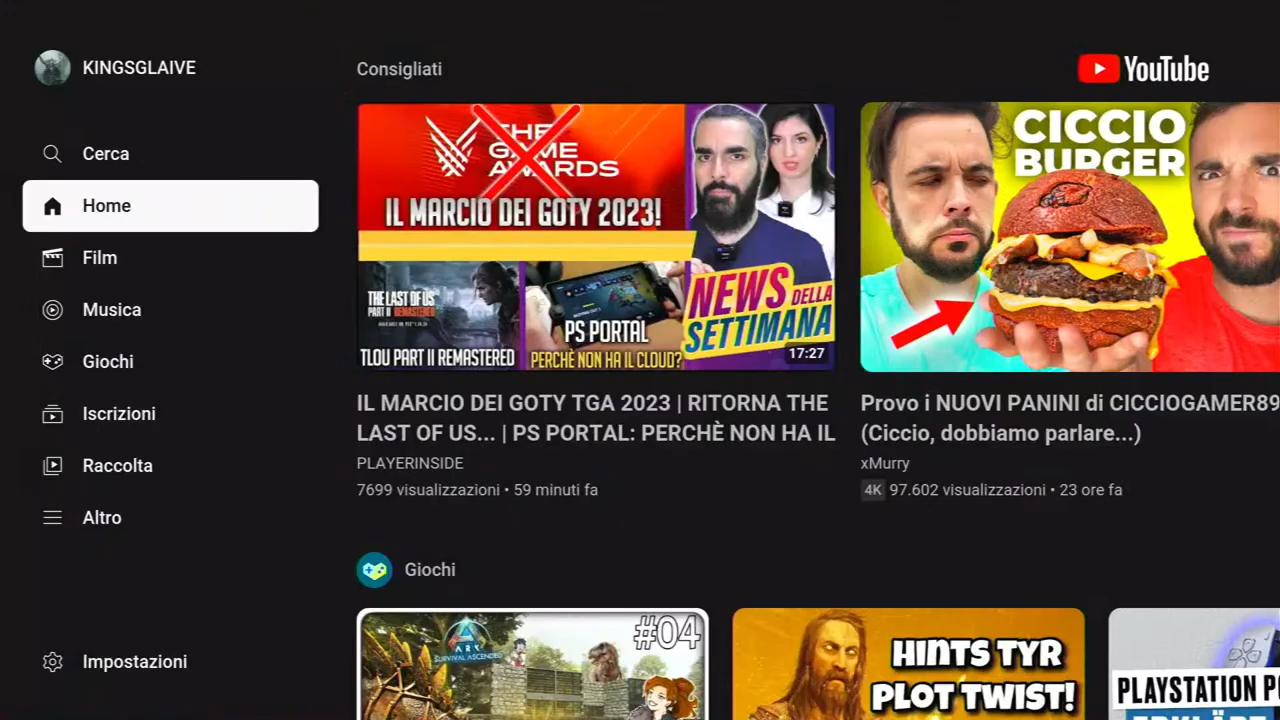 KINGSGLAIVE
Cerca
Home
Film
Musica
Giochi
Iscrizioni
Raccolta
Altro
Impostazioni
Consigliati
YouTube
THE
GAME
AWARDS
IL MARCIO DEI GOTY 2023!
THE LAST OF US
PART II REMASTERED
TLOU PART II REMASTERED
PS PORTAL
PERCHÈ NON HA IL CLOUD?
NEWS DELLA
SETTIMANA
17:27
IL MARCIO DEI GOTY TGA 2023 | RITORNA THE
LAST OF US... | PS PORTAL: PERCHÈ NON HA IL
PLAYERINSIDE
7699 visualizzazioni • 59 minuti fa
CICCIO
BURGER
Provo i NUOVI PANINI di CICCIOGAMER89
(Ciccio, dobbiamo parlare...)
xMurry
4K 97.602 visualizzazioni • 23 ore fa
Giochi
ARK
SURVIVAL ASCENDED
#04
HINTS TYR
PLOT TWIST!
PLAYSTATION